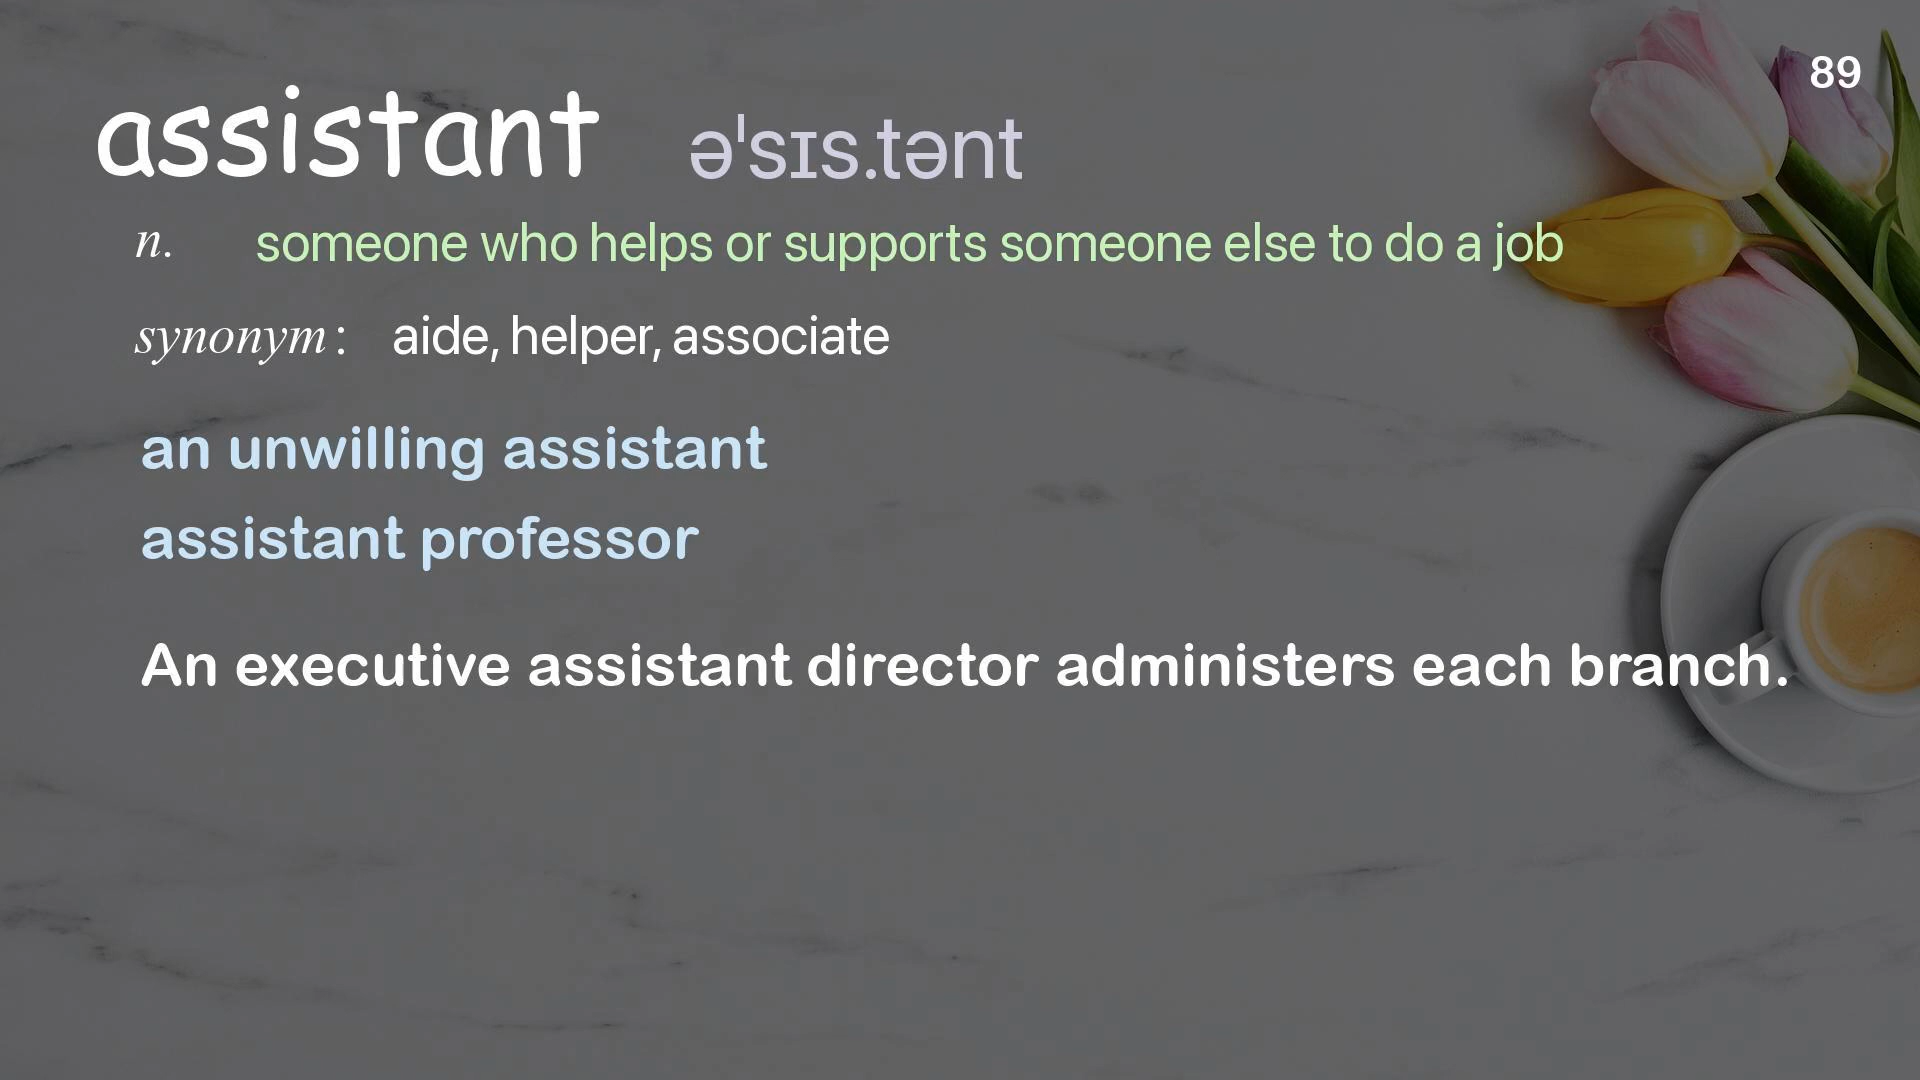 89
assistant əˈsɪs.tənt
n. someone who helps or supports someone else to do a job
synonym: aide, helper, associate
an unwilling assistant
assistant professor
An executive assistant director administers each branch.